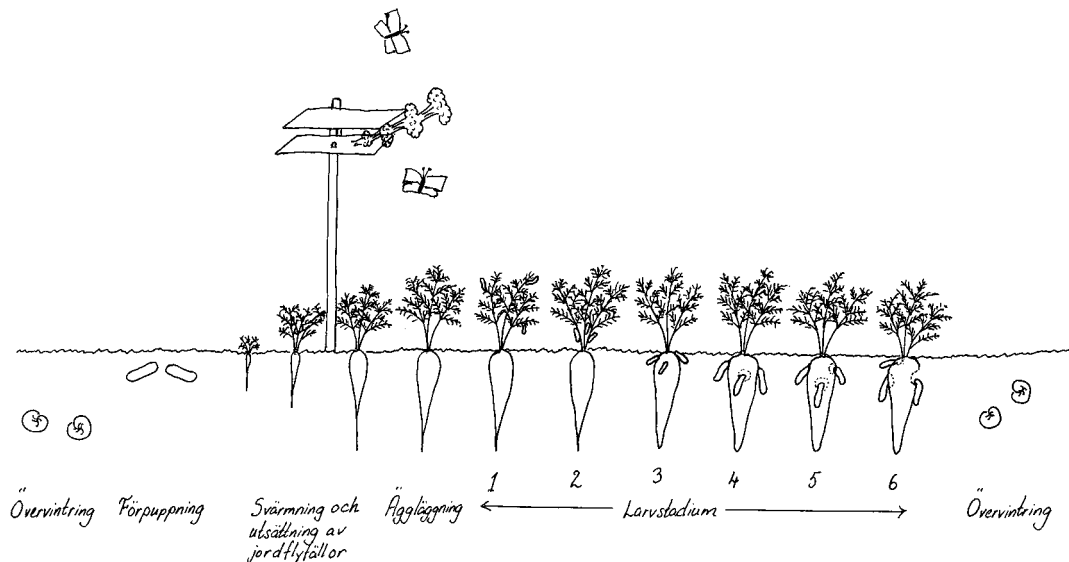 1 2 3 4 5 6
Övervintring Förpuppning Svärmning och Äggläggning Larvstadium Övervintring
utsättning av
jordflyfällor